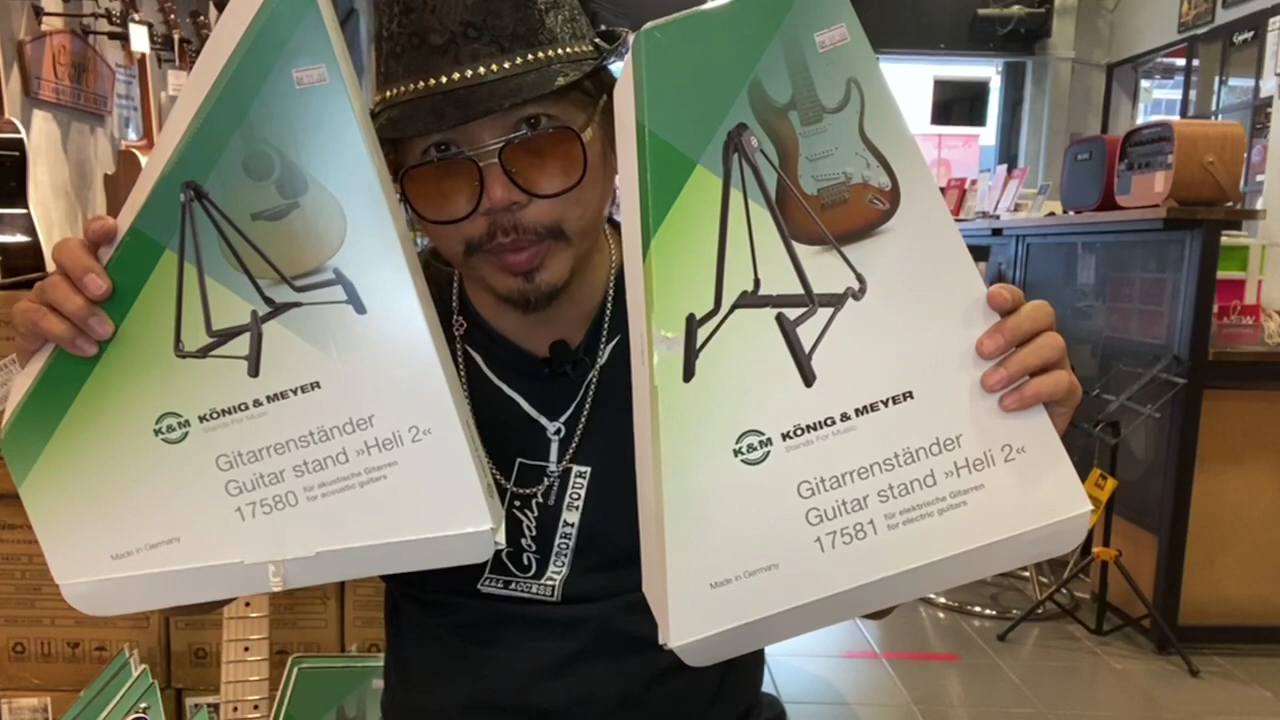 K&M
KÖNIG & MEYER
Stands For Music
Gitarrenständer
Guitar stand »Heli 2«
17580
für akustische Gitarren
for acoustic guitars
Made in Germany
Godin
ALL ACCESS
FACTORY TOUR
K&M
KÖNIG & MEYER
Stands For Music
Gitarrenständer
Guitar stand »Heli 2«
17581
für elektrische Gitarren
for electric guitars
Made in Germany
Epiphone